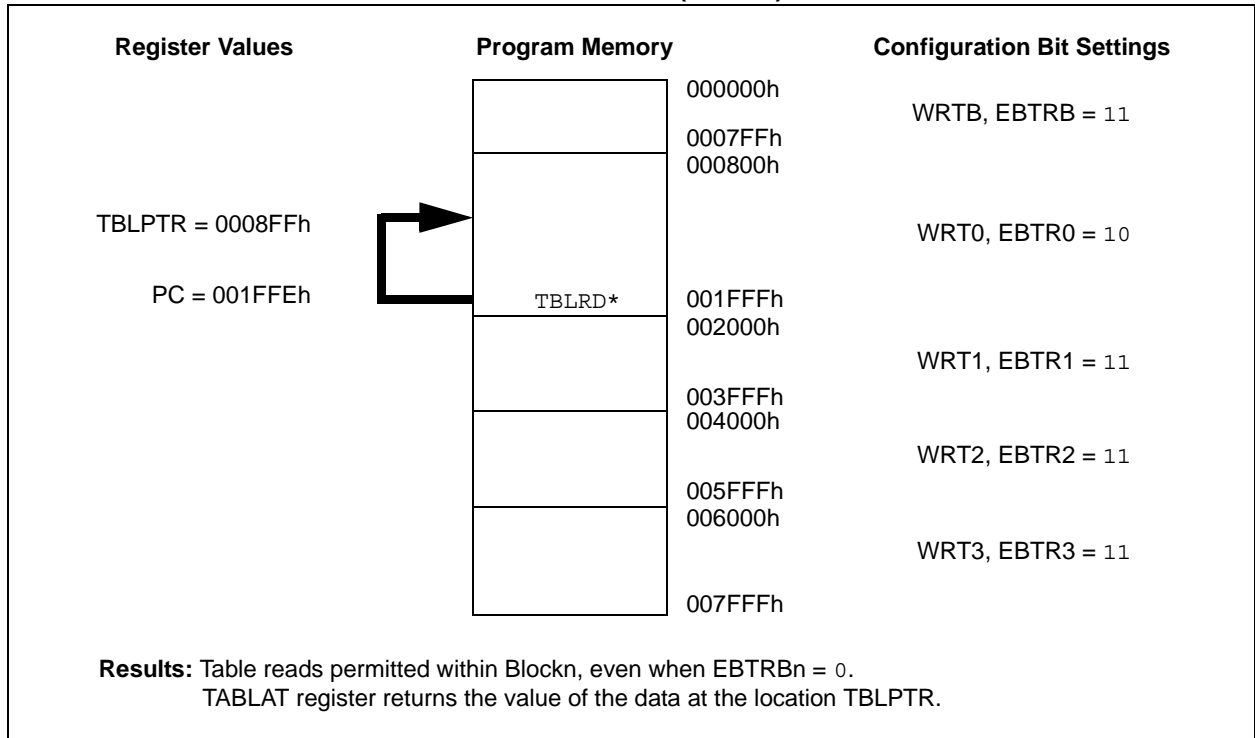 Register Values
Program Memory
Configuration Bit Settings
000000h
WRTB, EBTRB = 11
0007FFh
000800h
TBLPTR = 0008FFh
WRT0, EBTR0 = 10
PC = 001FFEh
TBLRD*
001FFFh
002000h
WRT1, EBTR1 = 11
003FFFh
004000h
WRT2, EBTR2 = 11
005FFFh
006000h
WRT3, EBTR3 = 11
007FFFh
Results: Table reads permitted within Blockn, even when EBTRBn = 0.
TABLAT register returns the value of the data at the location TBLPTR.